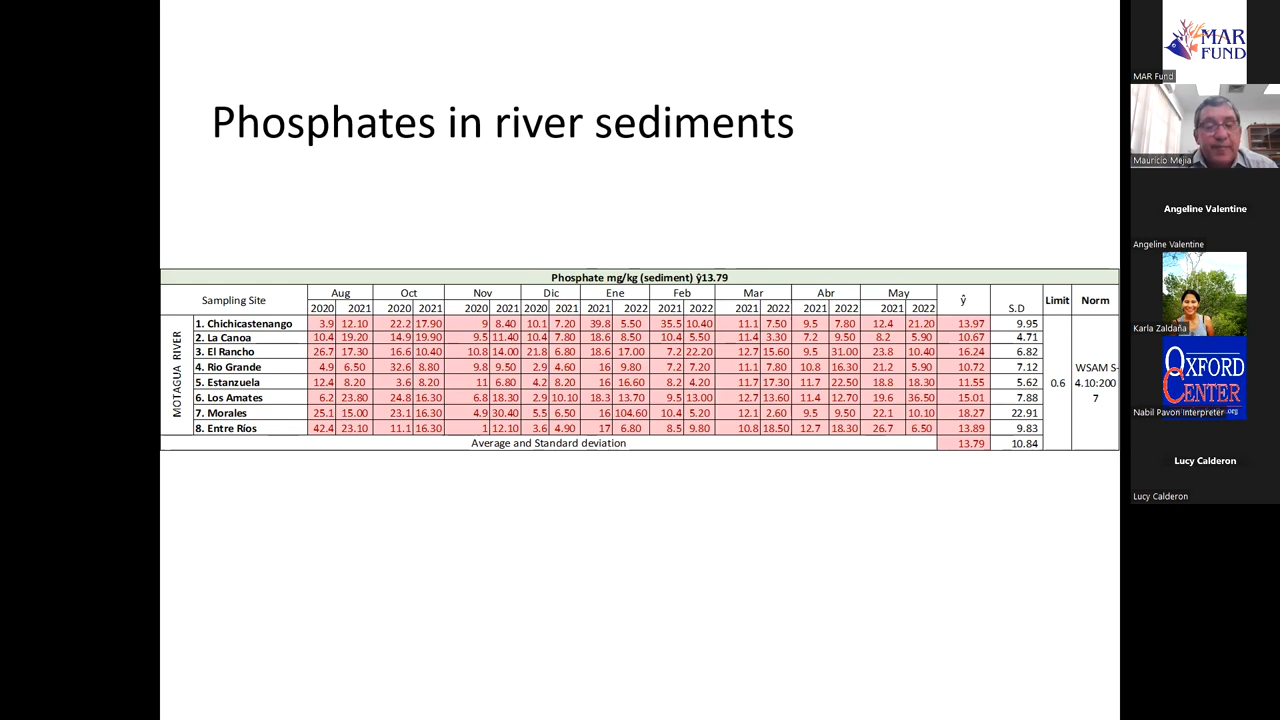 Phosphates in river sediments
Phosphate mg/kg (sediment) ŷ13.79
Sampling Site Aug Oct Nov Dic Ene Feb Mar Abr May ŷ S.D Limit Norm
2020 2021 2020 2021 2020 2021 2020 2021 2021 2022 2021 2022 2021 2022 2021 2022 2021 2022
MOTAGUA RIVER
1. Chichicastenango 3.9 12.10 22.2 17.90 9 8.40 10.1 7.20 39.8 5.50 35.5 10.40 11.1 7.50 9.5 7.80 12.4 21.20 13.97 9.95
2. La Canoa 10.4 19.20 14.9 19.90 9.5 11.40 10.4 7.80 18.6 8.50 10.4 5.50 11.4 3.30 7.2 9.50 8.2 5.90 10.67 4.71
3. El Rancho 26.7 17.30 16.6 10.40 10.8 14.00 21.8 6.80 18.6 17.00 7.2 22.20 12.7 15.60 9.5 31.00 23.8 10.40 16.24 6.82
4. Rio Grande 4.9 6.50 32.6 8.80 9.8 9.50 2.9 4.60 16 9.80 7.2 7.20 11.1 7.80 10.8 16.30 21.2 5.90 10.72 7.12
5. Estanzuela 12.4 8.20 3.6 8.20 11 6.80 4.2 8.20 16 16.60 8.2 4.20 11.7 17.30 11.7 22.50 18.8 18.30 11.55 5.62
6. Los Amates 6.2 23.80 24.8 16.30 6.8 18.30 2.9 10.10 18.3 13.70 9.5 13.00 12.7 13.60 11.4 12.70 19.6 36.50 15.01 7.88
7. Morales 25.1 15.00 23.1 16.30 4.9 30.40 5.5 6.50 16 104.60 10.4 5.20 12.1 2.60 9.5 9.50 22.1 10.10 18.27 22.91
8. Entre Ríos 42.4 23.10 11.1 16.30 1 12.10 3.6 4.90 17 6.80 8.5 9.80 10.8 18.50 12.7 18.30 26.7 6.50 13.89 9.83
Average and Standard deviation 13.79 10.84
0.6
WSAM S-
4.10:200
7
MAR
FUND
MAR Fund
Mauricio Mejia
Angeline Valentine
Angeline Valentine
Karla Zaldaña
OXFORD
CENTER
.org
Nabil Pavon Interpreter
Lucy Calderon
Lucy Calderon